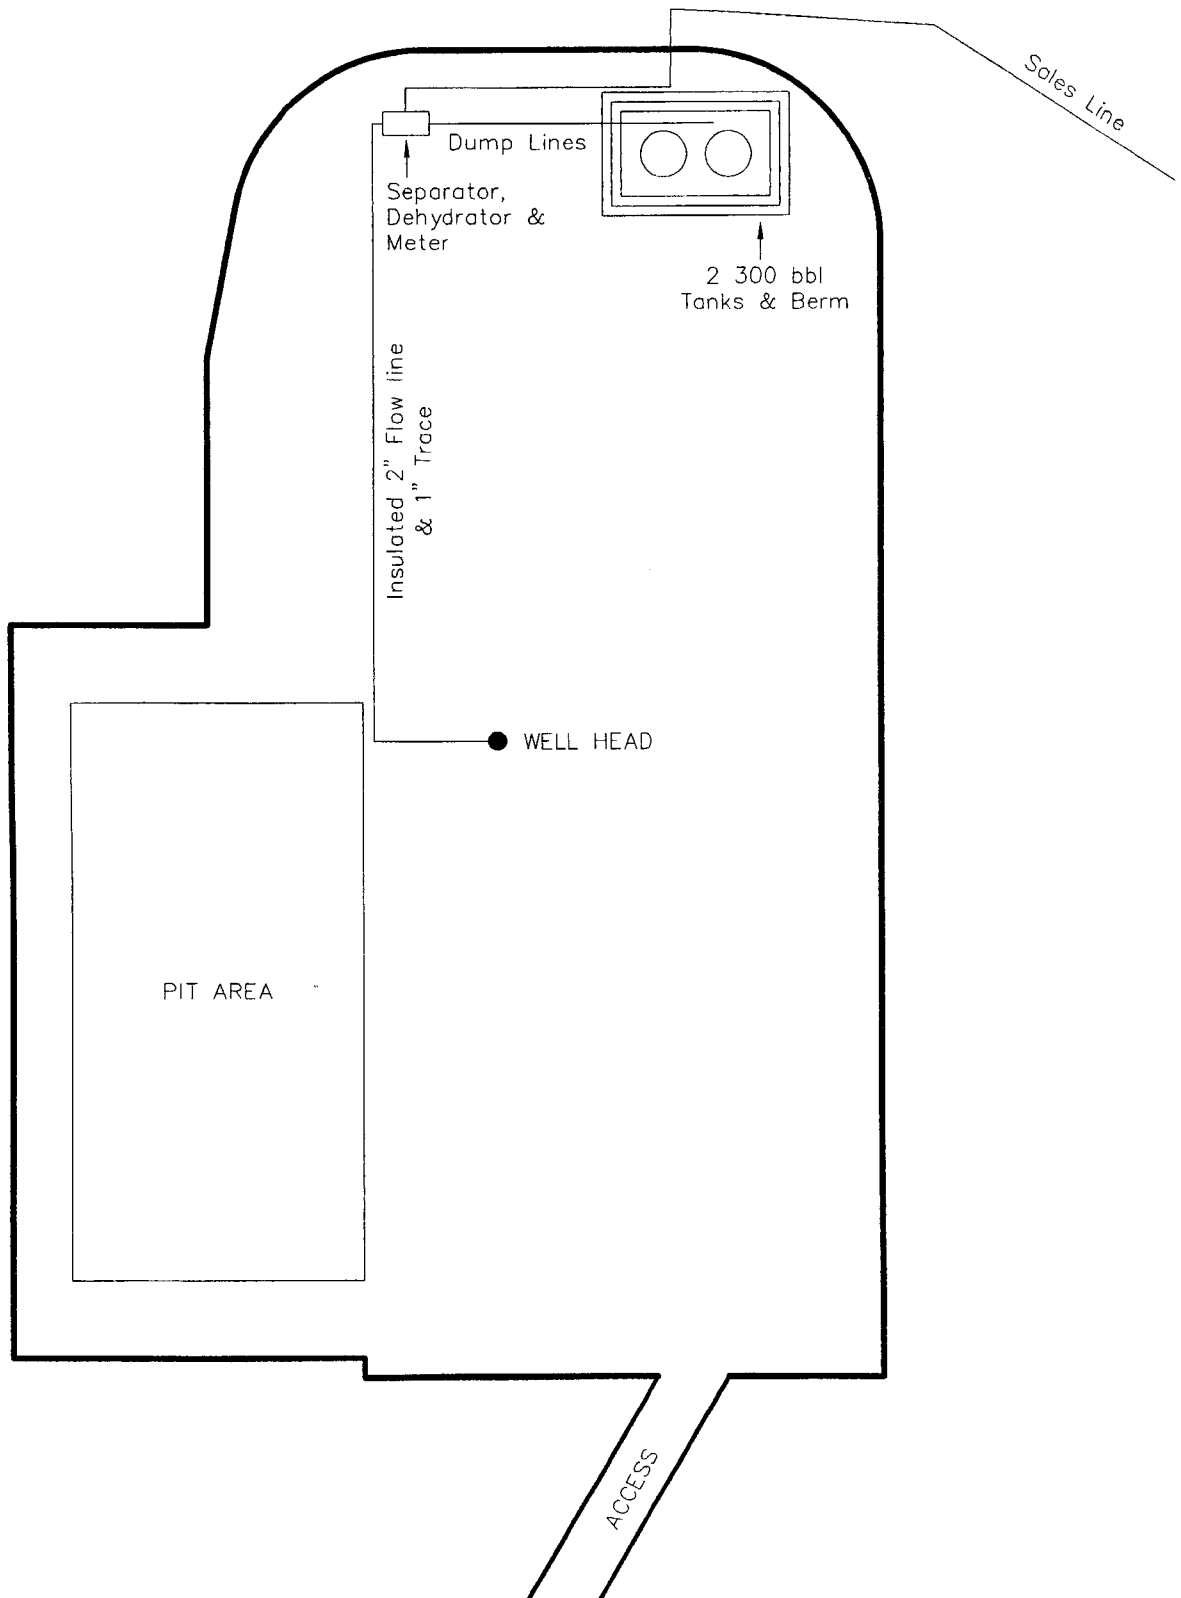 Sales Line
Dump Lines
Separator,
Dehydrator &
Meter
2 300 bbl
Tanks & Berm
Insulated 2" Flow line
& 1" Trace
WELL HEAD
PIT AREA
ACCESS